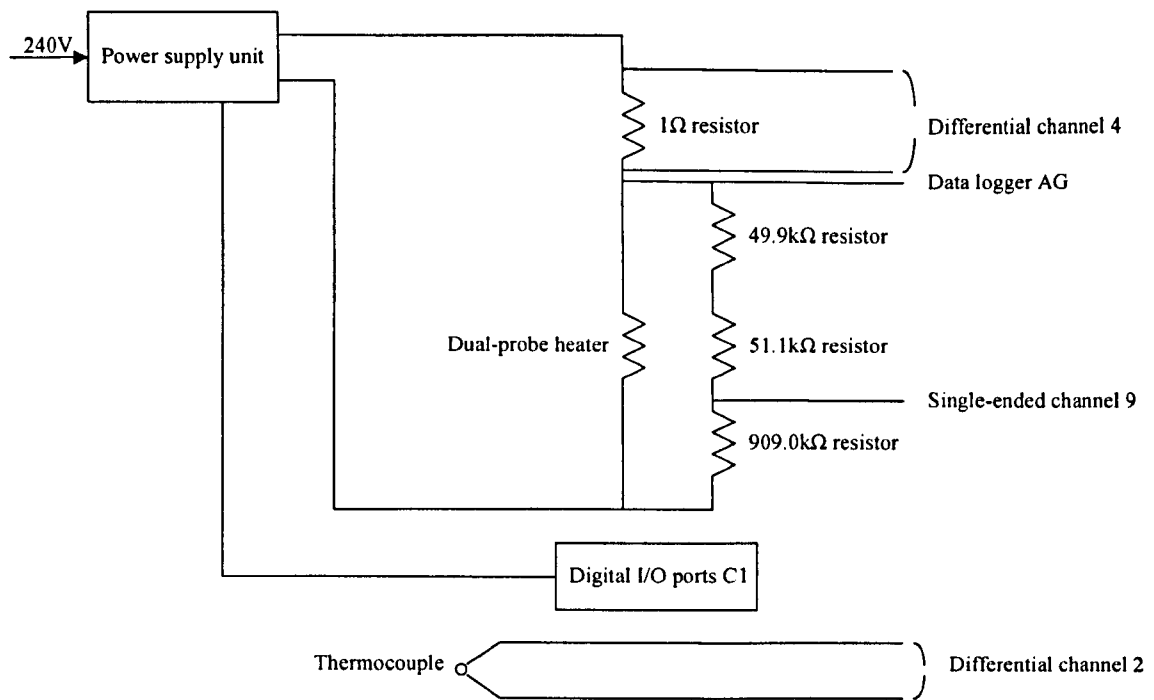 240V
Power supply unit
1Ω resistor
Differential channel 4
Data logger AG
49.9kΩ resistor
Dual-probe heater
51.1kΩ resistor
Single-ended channel 9
909.0kΩ resistor
Digital I/O ports C1
Thermocouple
Differential channel 2